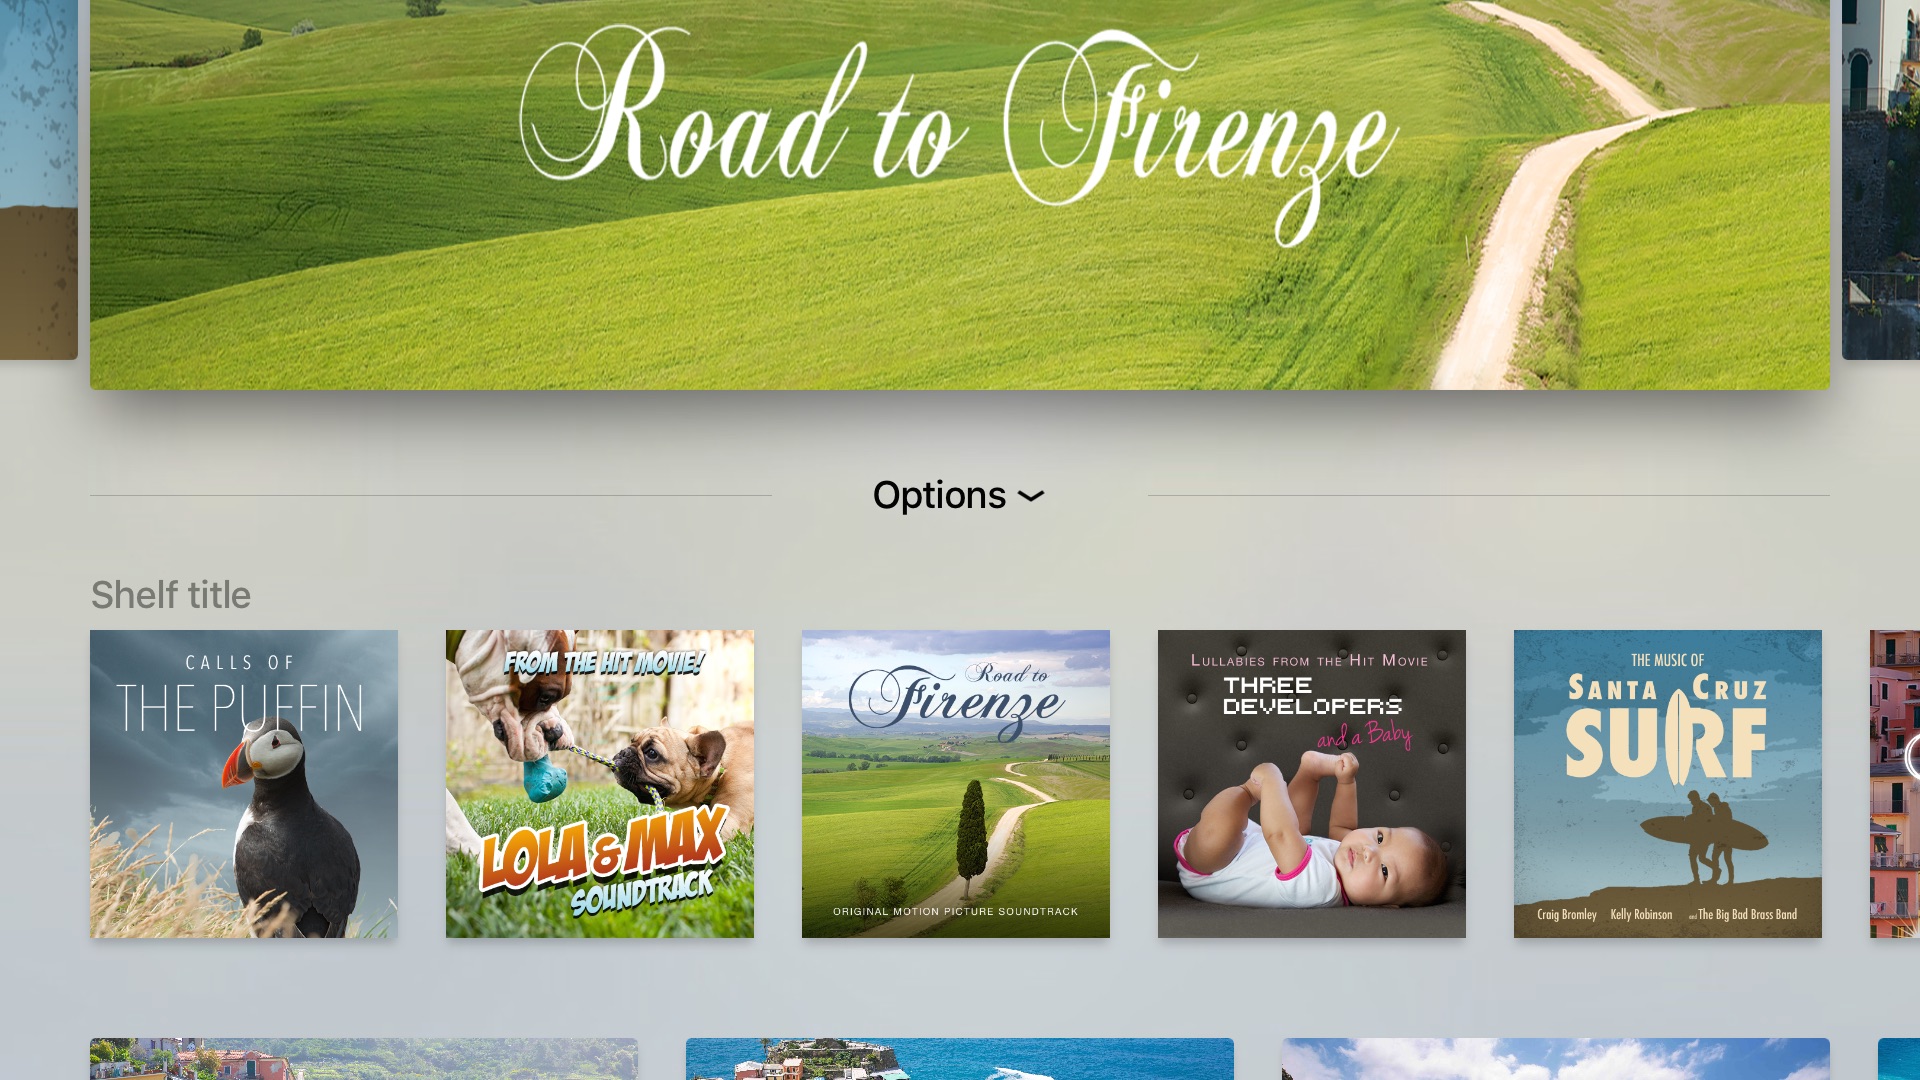 Road to Firenze
Options
Shelf title
CALLS OF
THE PUFFIN
FROM THE HIT MOVIE!
LOLA & MAX
SOUNDTRACK
Road to
Firenze
ORIGINAL MOTION PICTURE SOUNDTRACK
LULLABIES FROM THE HIT MOVIE
THREE
DEVELOPERS
and a Baby
THE MUSIC OF
SANTA CRUZ
SURF
Craig Bromley Kelly Robinson and The Big Bad Brass Band